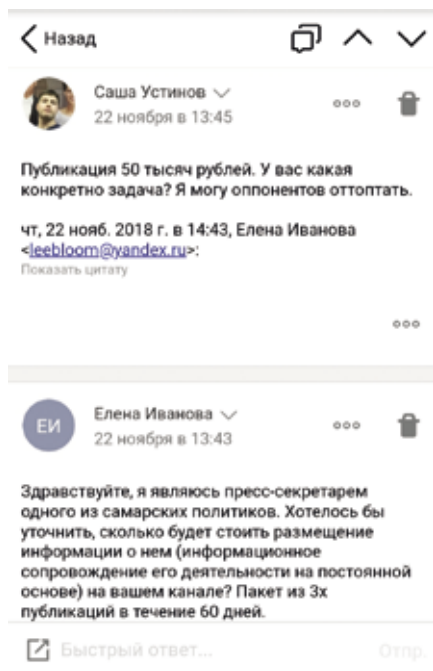 Назад
Саша Устинов
22 ноября в 13:45
Публикация 50 тысяч рублей. У вас какая
конкретно задача? Я могу оппонентов оттоптать.
чт, 22 нояб. 2018 г. в 14:43, Елена Иванова
<leebloom@yandex.ru>:
Показать цитату
ЕИ
Елена Иванова
22 ноября в 13:43
Здравствуйте, я являюсь пресс-секретарем
одного из самарских политиков. Хотелось бы
уточнить, сколько будет стоить размещение
информации о нем (информационное
сопровождение его деятельности на постоянной
основе) на вашем канале? Пакет из 3х
публикаций в течение 60 дней.
Быстрый ответ...
Отпр.